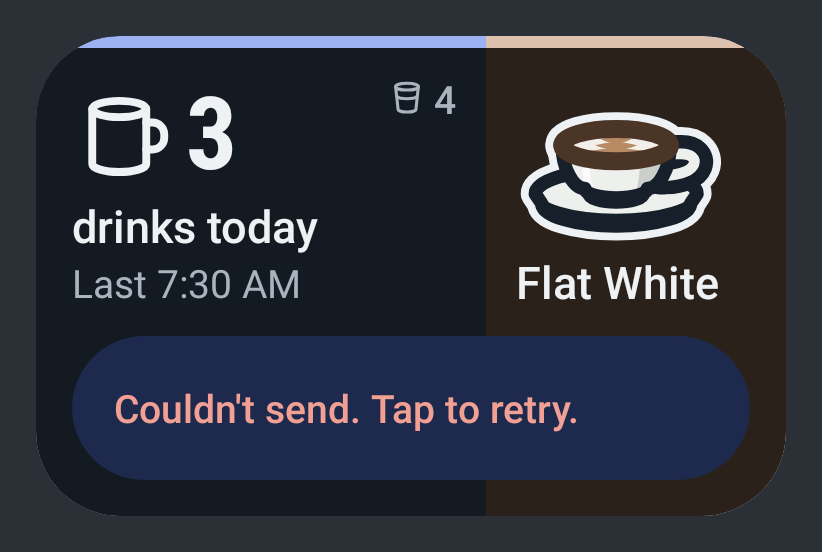 3
4
drinks today
Last 7:30 AM
Flat White
Couldn't send. Tap to retry.